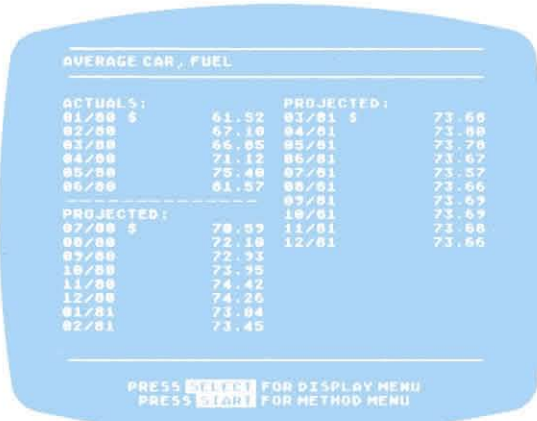 AVERAGE CAR, FUEL
ACTUALS:
01/80 $ 61.52
02/80 67.10
03/80 66.85
04/80 71.12
05/80 75.40
06/80 81.57
PROJECTED:
07/80 $ 70.59
08/80 72.10
09/80 72.93
10/80 73.95
11/80 74.42
12/80 74.26
01/81 73.84
02/81 73.45
PROJECTED:
03/81 $ 73.68
04/81 73.80
05/81 73.78
06/81 73.67
07/81 73.57
08/81 73.66
09/81 73.69
10/81 73.69
11/81 73.68
12/81 73.66
PRESS SELECT FOR DISPLAY MENU
PRESS START FOR METHOD MENU